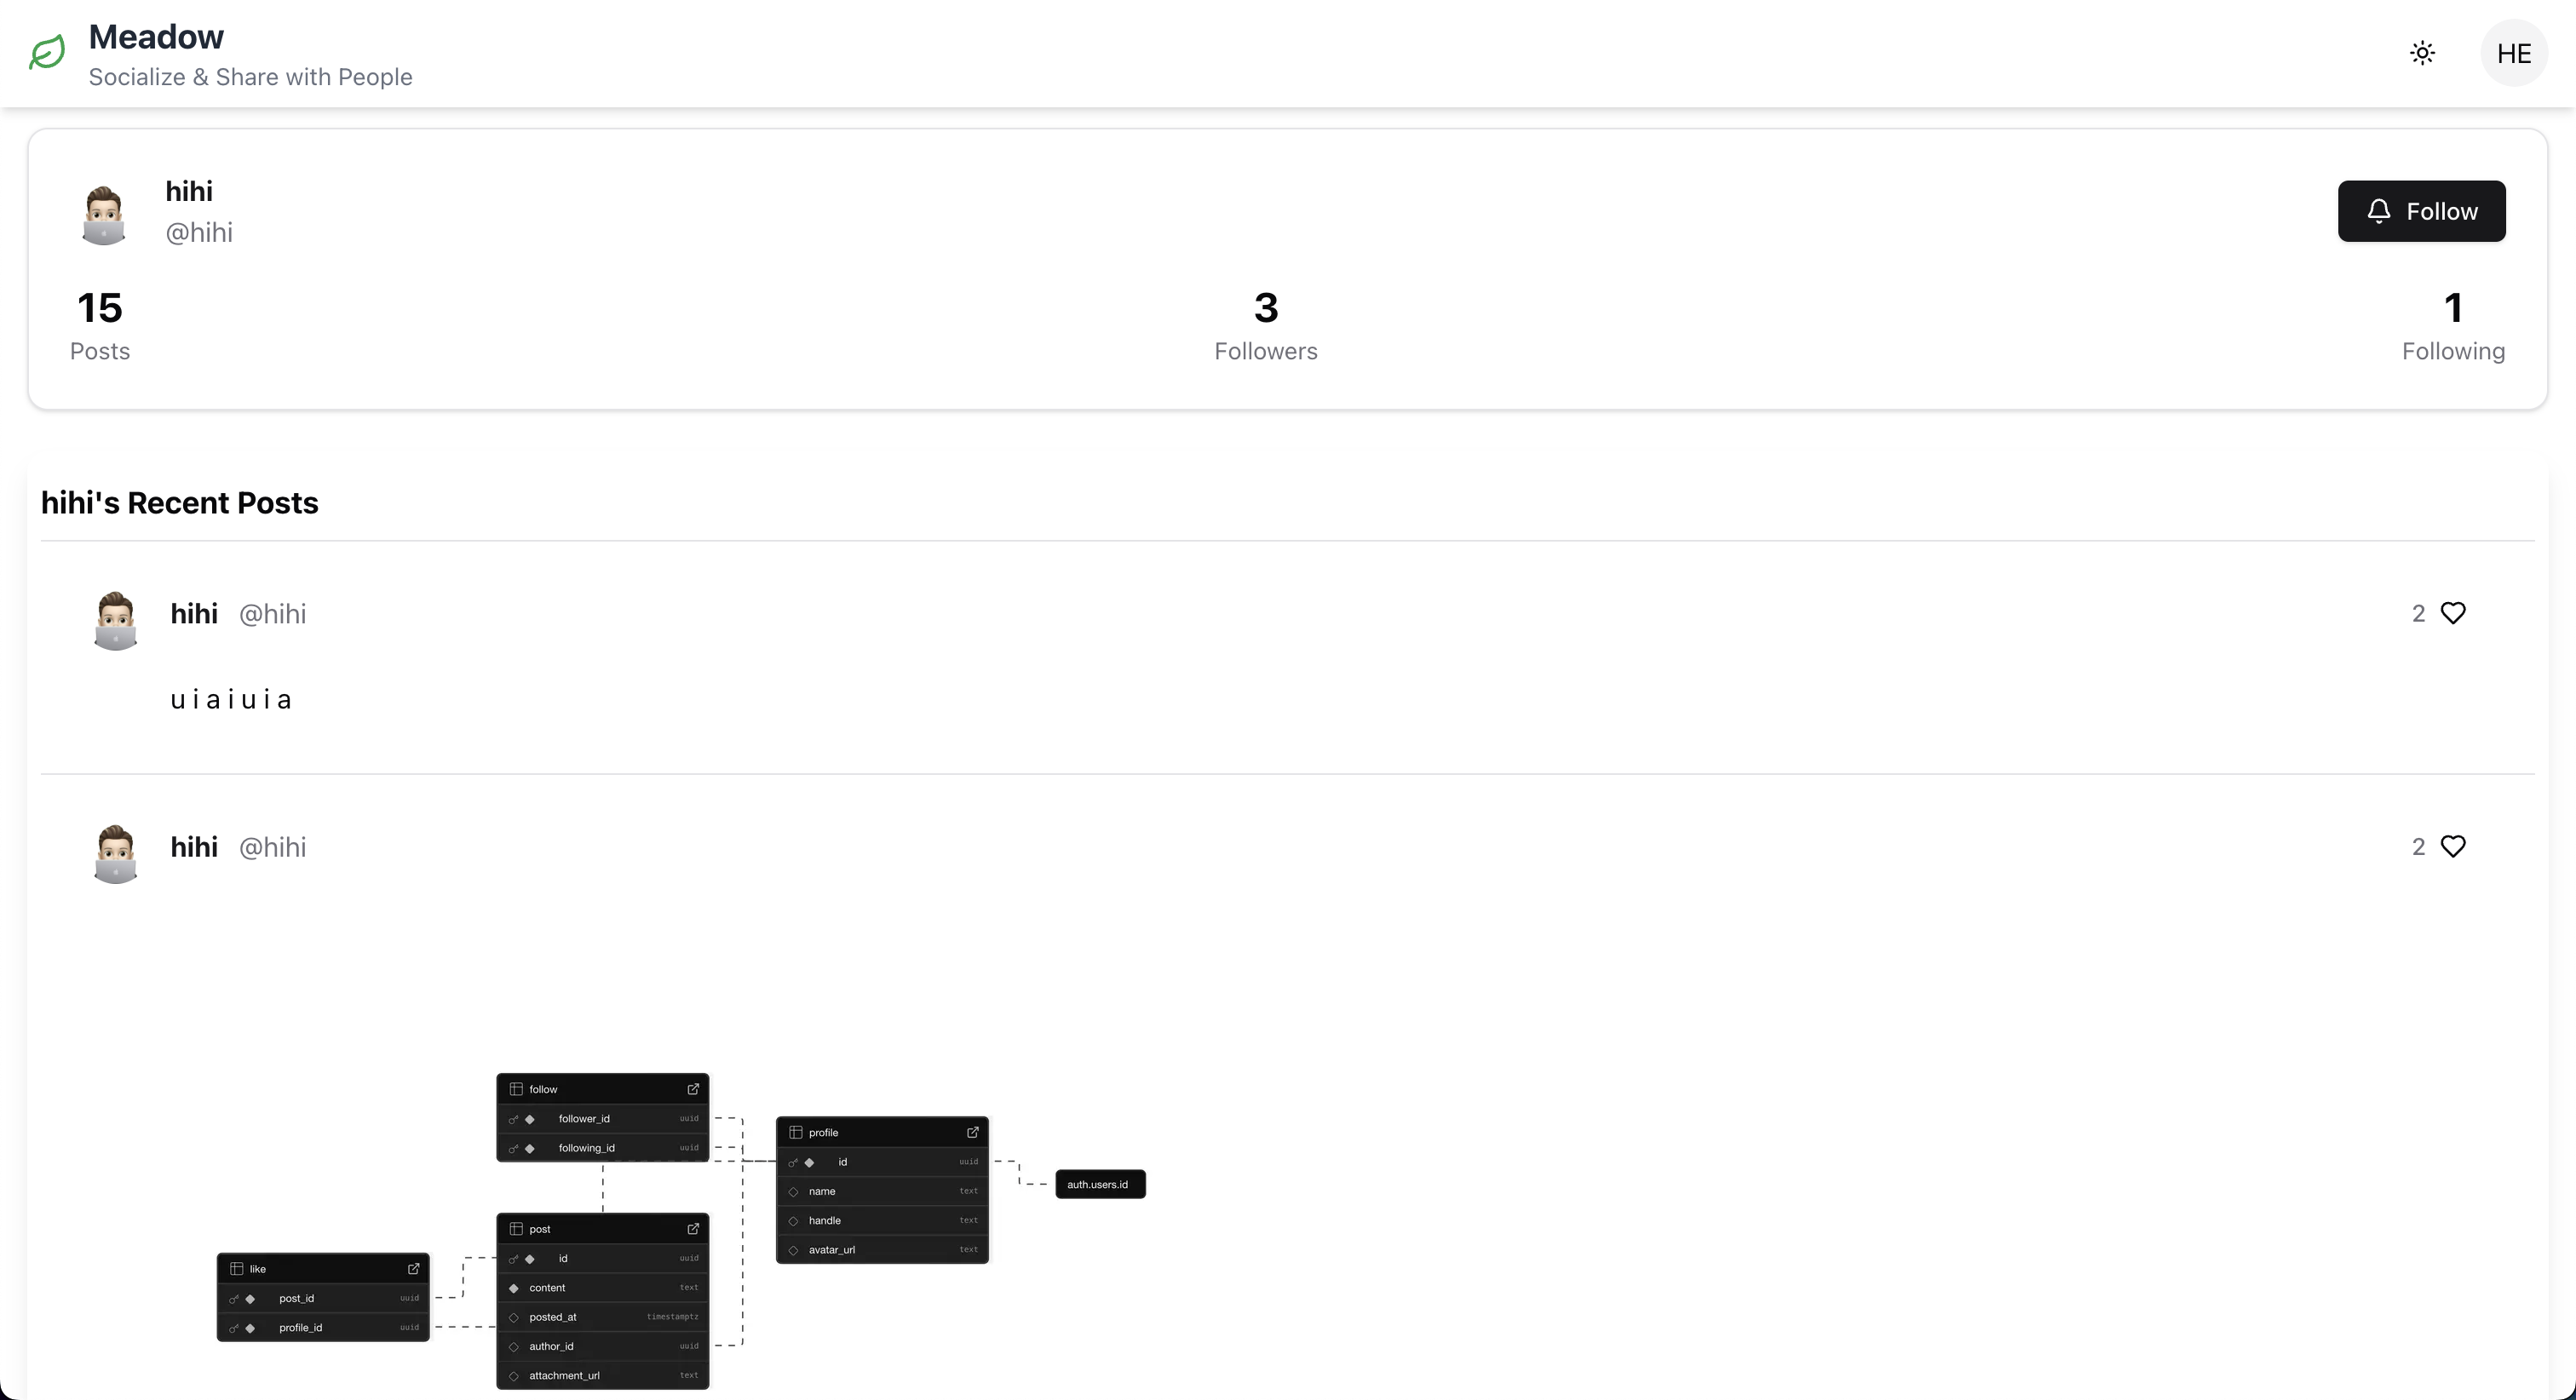 Meadow
Socialize & Share with People
HE
hihi
@hihi
Follow
15
Posts
3
Followers
1
Following
hihi's Recent Posts
hihi @hihi
2
u i a i u i a
hihi @hihi
2
follow
follower_id uuid
following_id uuid
profile
id uuid
name text
handle text
avatar_url text
auth.users.id
post
id uuid
content text
posted_at timestamptz
author_id uuid
attachment_url text
like
post_id uuid
profile_id uuid